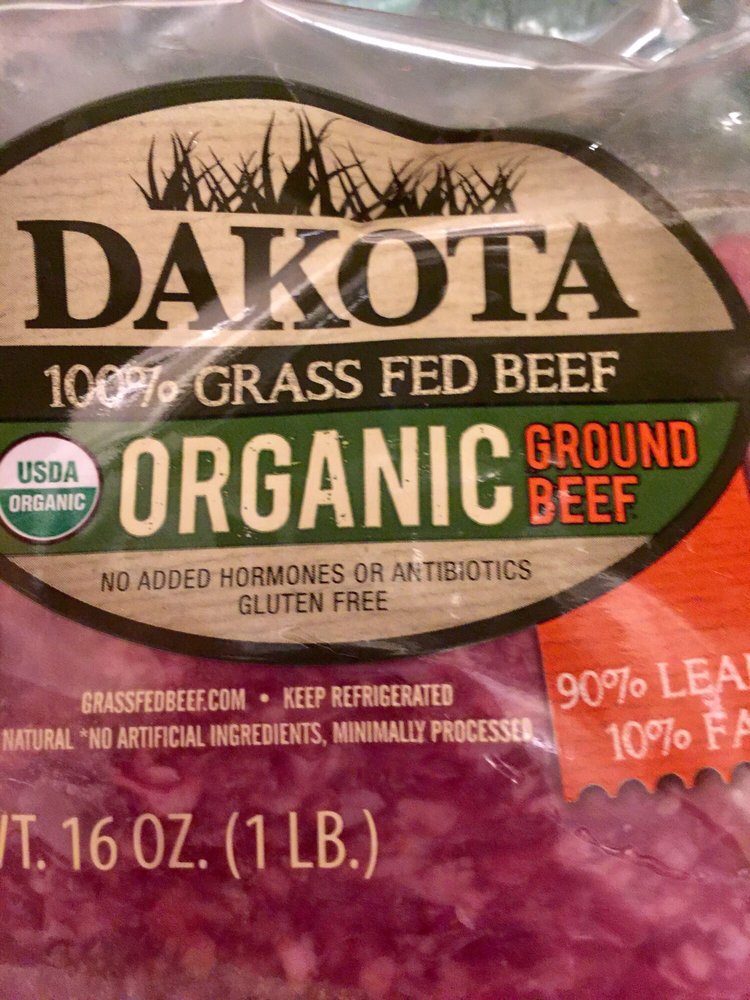 DAKOTA
100% GRASS FED BEEF
USDA
ORGANIC
ORGANIC
GROUND
BEEF
NO ADDED HORMONES OR ANTIBIOTICS
GLUTEN FREE
GRASSFEDBEEF.COM • KEEP REFRIGERATED
NATURAL *NO ARTIFICIAL INGREDIENTS, MINIMALLY PROCESSED
90% LEA
10% FA
WT. 16 OZ. (1 LB.)